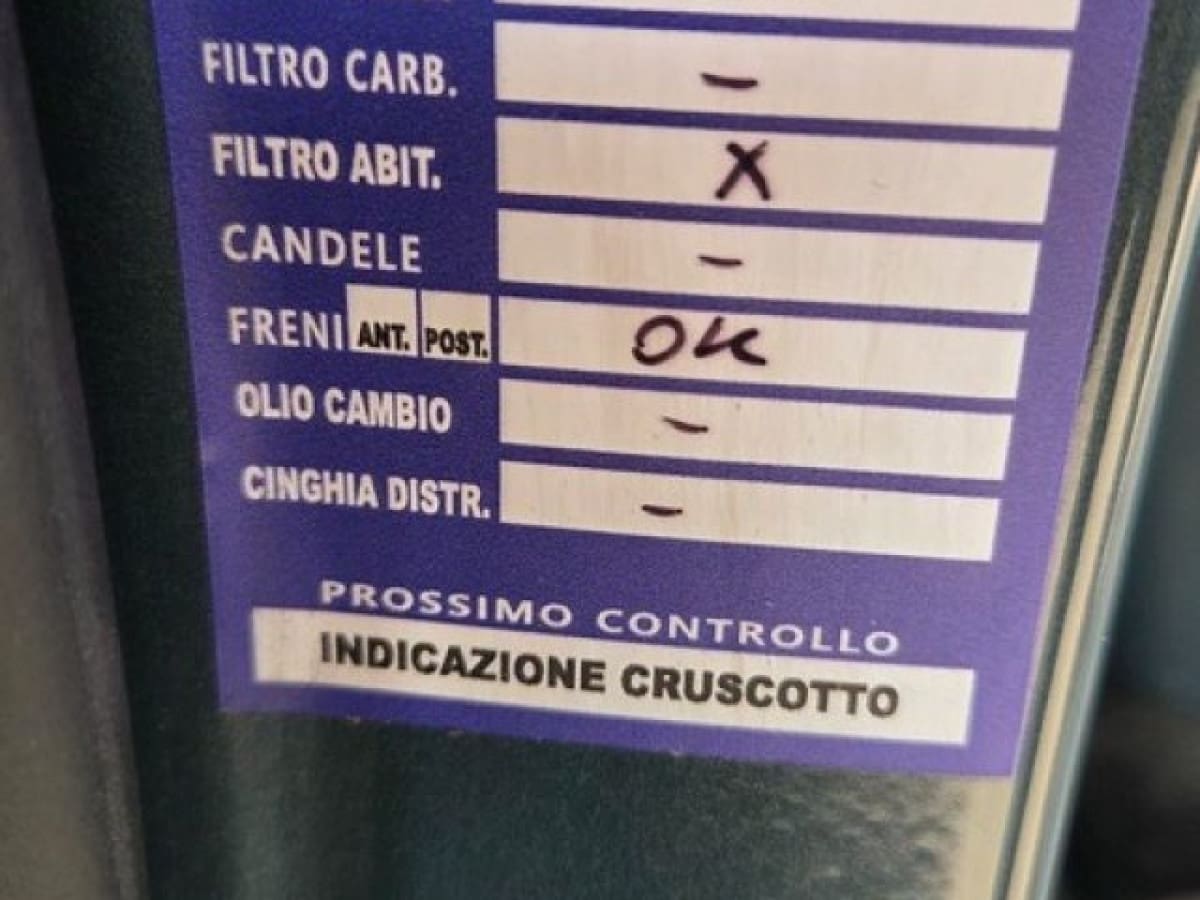 FILTRO CARB. –
FILTRO ABIT. X
CANDELE –
FRENI ANT. POST. OK
OLIO CAMBIO –
CINGHIA DISTR. –
PROSSIMO CONTROLLO
INDICAZIONE CRUSCOTTO